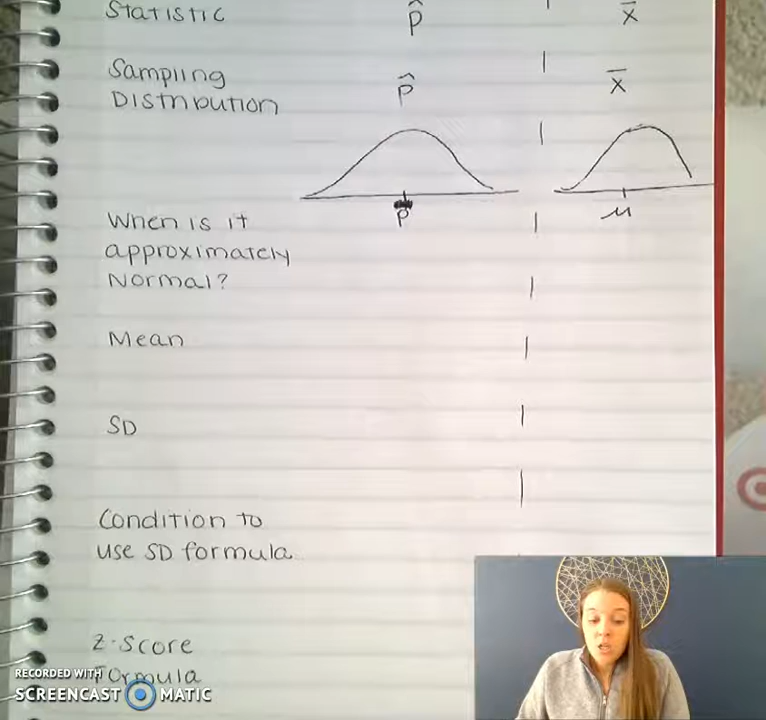 Statistic p̂ x̄
Sampling
Distribution p̂ x̄
p μ
When is it
approximately
Normal?
Mean
SD
Condition to
use SD formula
Z-Score
Formula
RECORDED WITH
SCREENCAST MATIC